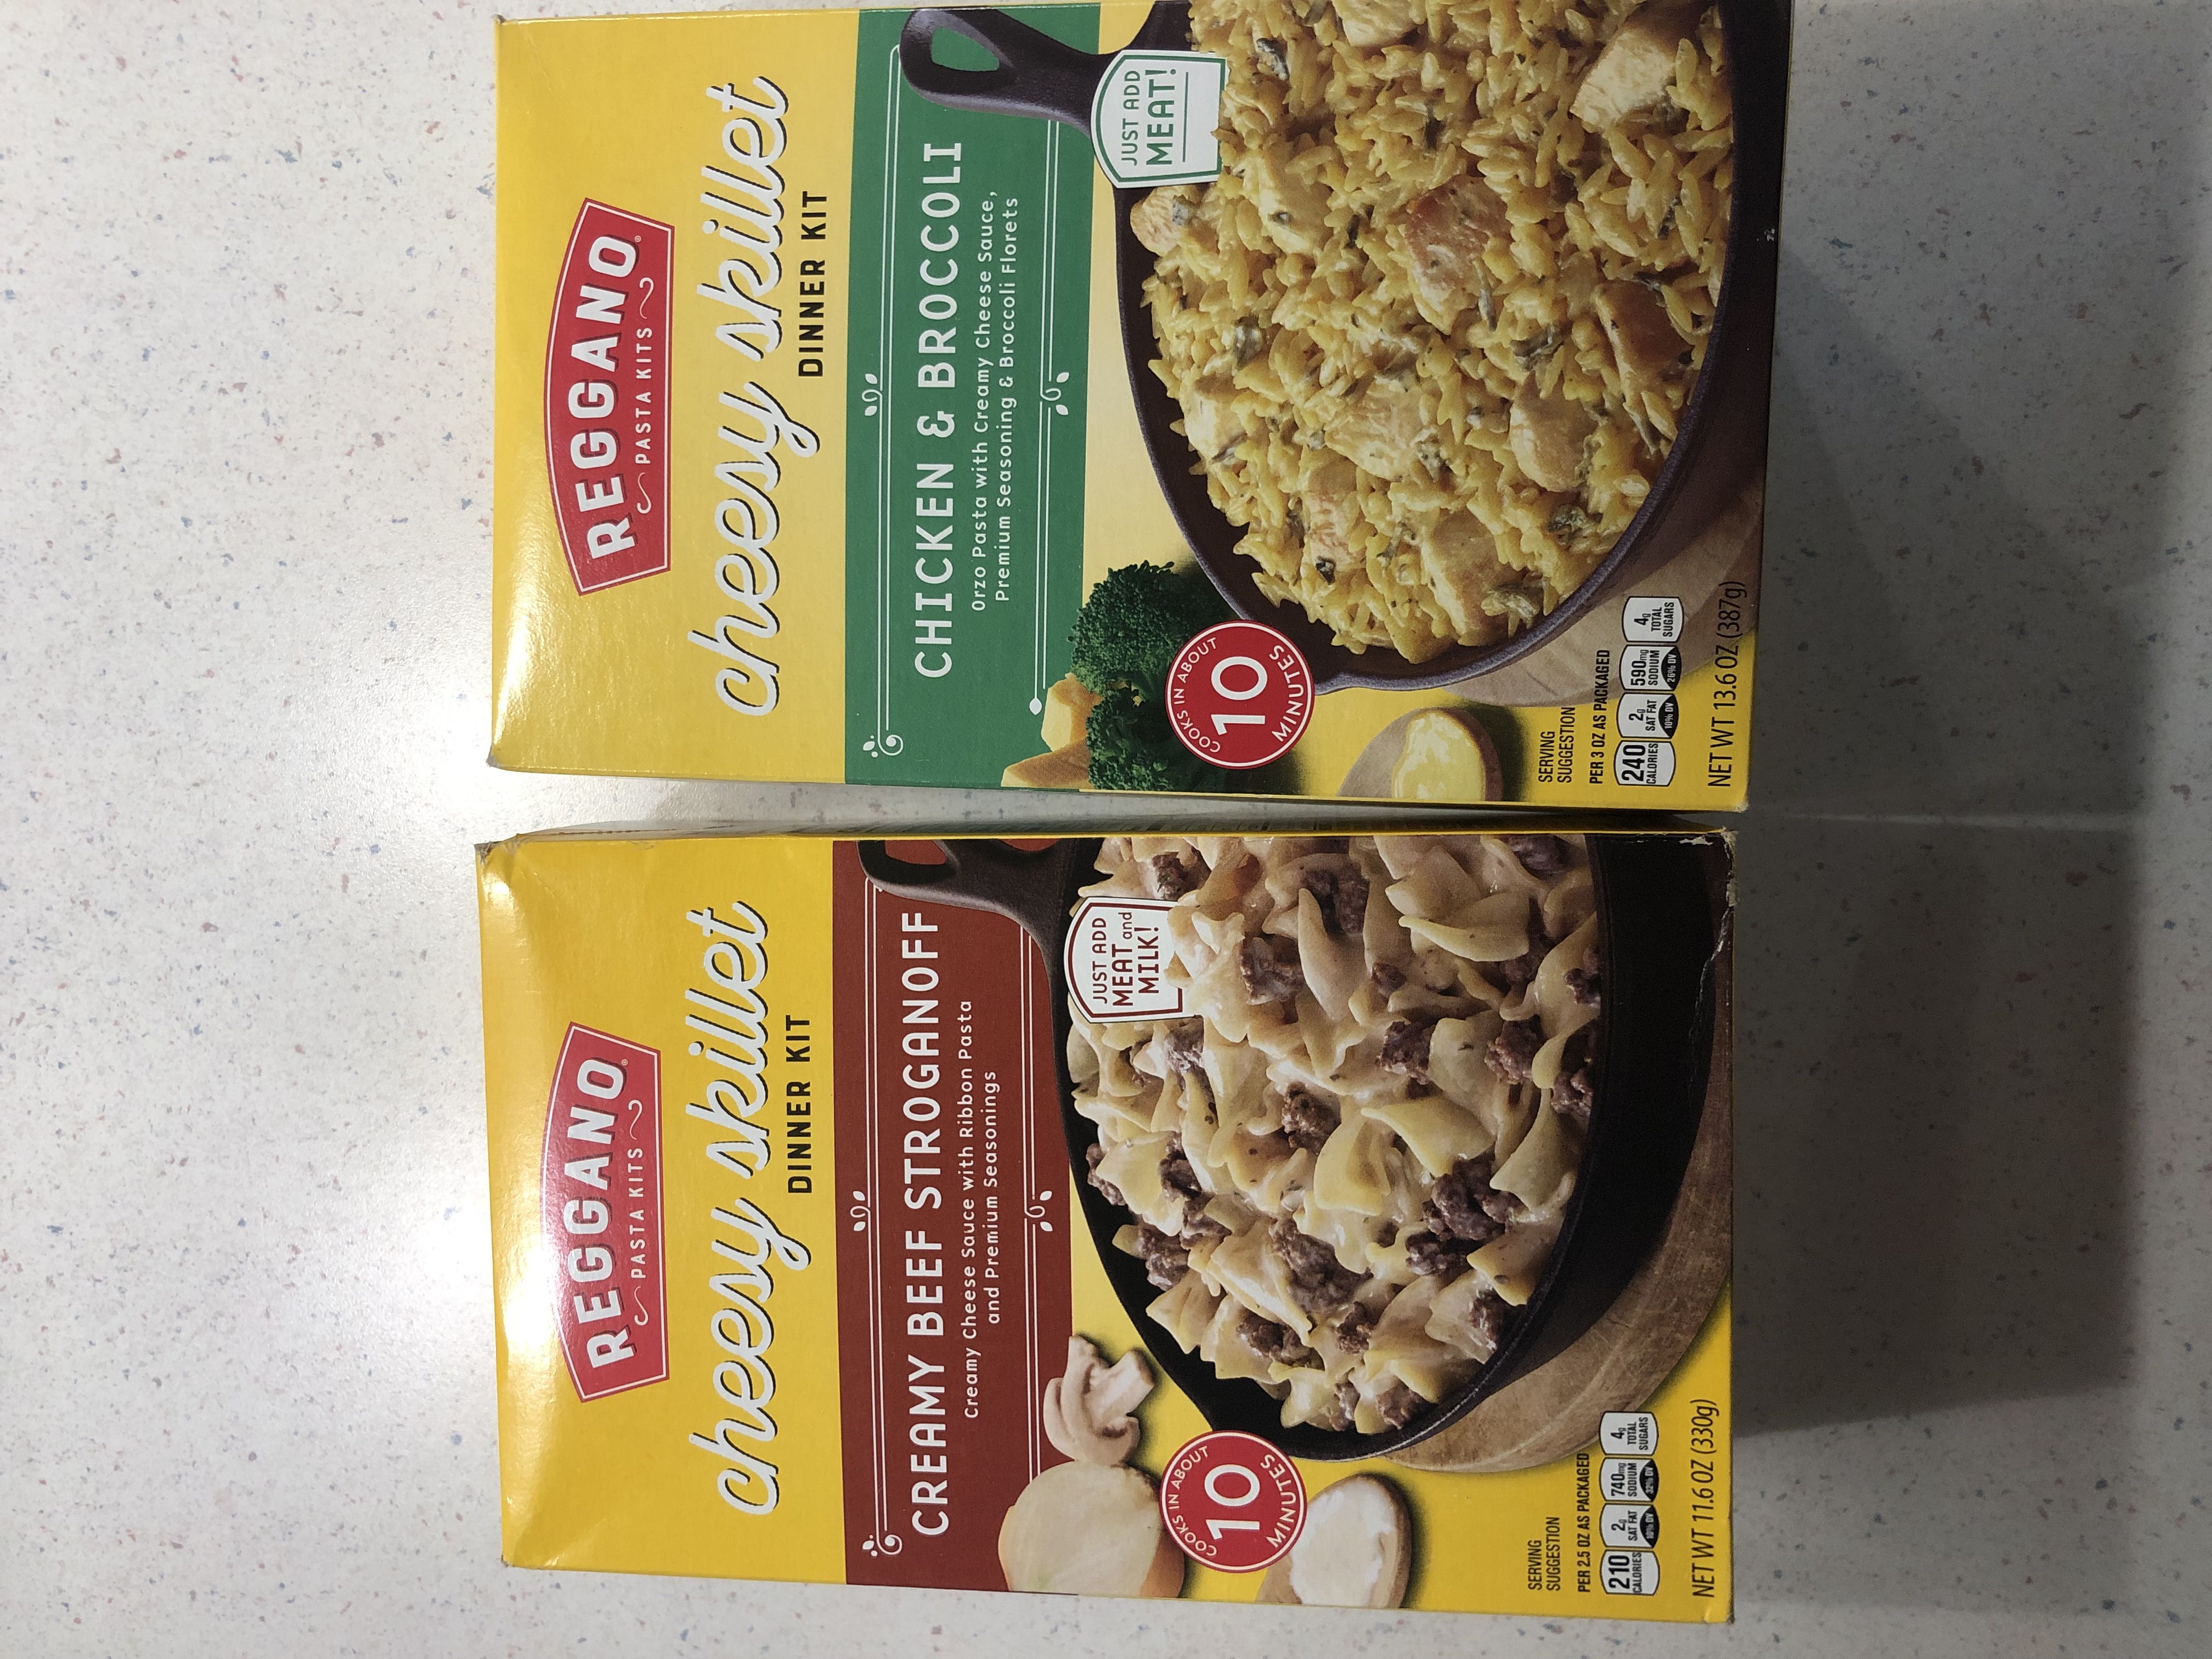 REGGANO
PASTA KITS
cheesy skillet
DINNER KIT
CREAMY BEEF STROGANOFF
Creamy Cheese Sauce with Ribbon Pasta
and Premium Seasonings
JUST ADD
MEAT and
MILK!
COOKS IN ABOUT
10
MINUTES
SERVING
SUGGESTION
PER 2.5 OZ AS PACKAGED
210 CALORIES
2g SAT FAT 10% DV
740mg SODIUM 32% DV
4g TOTAL SUGARS
NET WT 11.6 OZ (330g)
REGGANO
PASTA KITS
cheesy skillet
DINNER KIT
CHICKEN & BROCCOLI
Orzo Pasta with Creamy Cheese Sauce,
Premium Seasoning & Broccoli Florets
JUST ADD
MEAT!
COOKS IN ABOUT
10
MINUTES
SERVING
SUGGESTION
PER 3 OZ AS PACKAGED
240 CALORIES
2g SAT FAT 10% DV
590mg SODIUM 26% DV
4g TOTAL SUGARS
NET WT 13.6 OZ (387g)